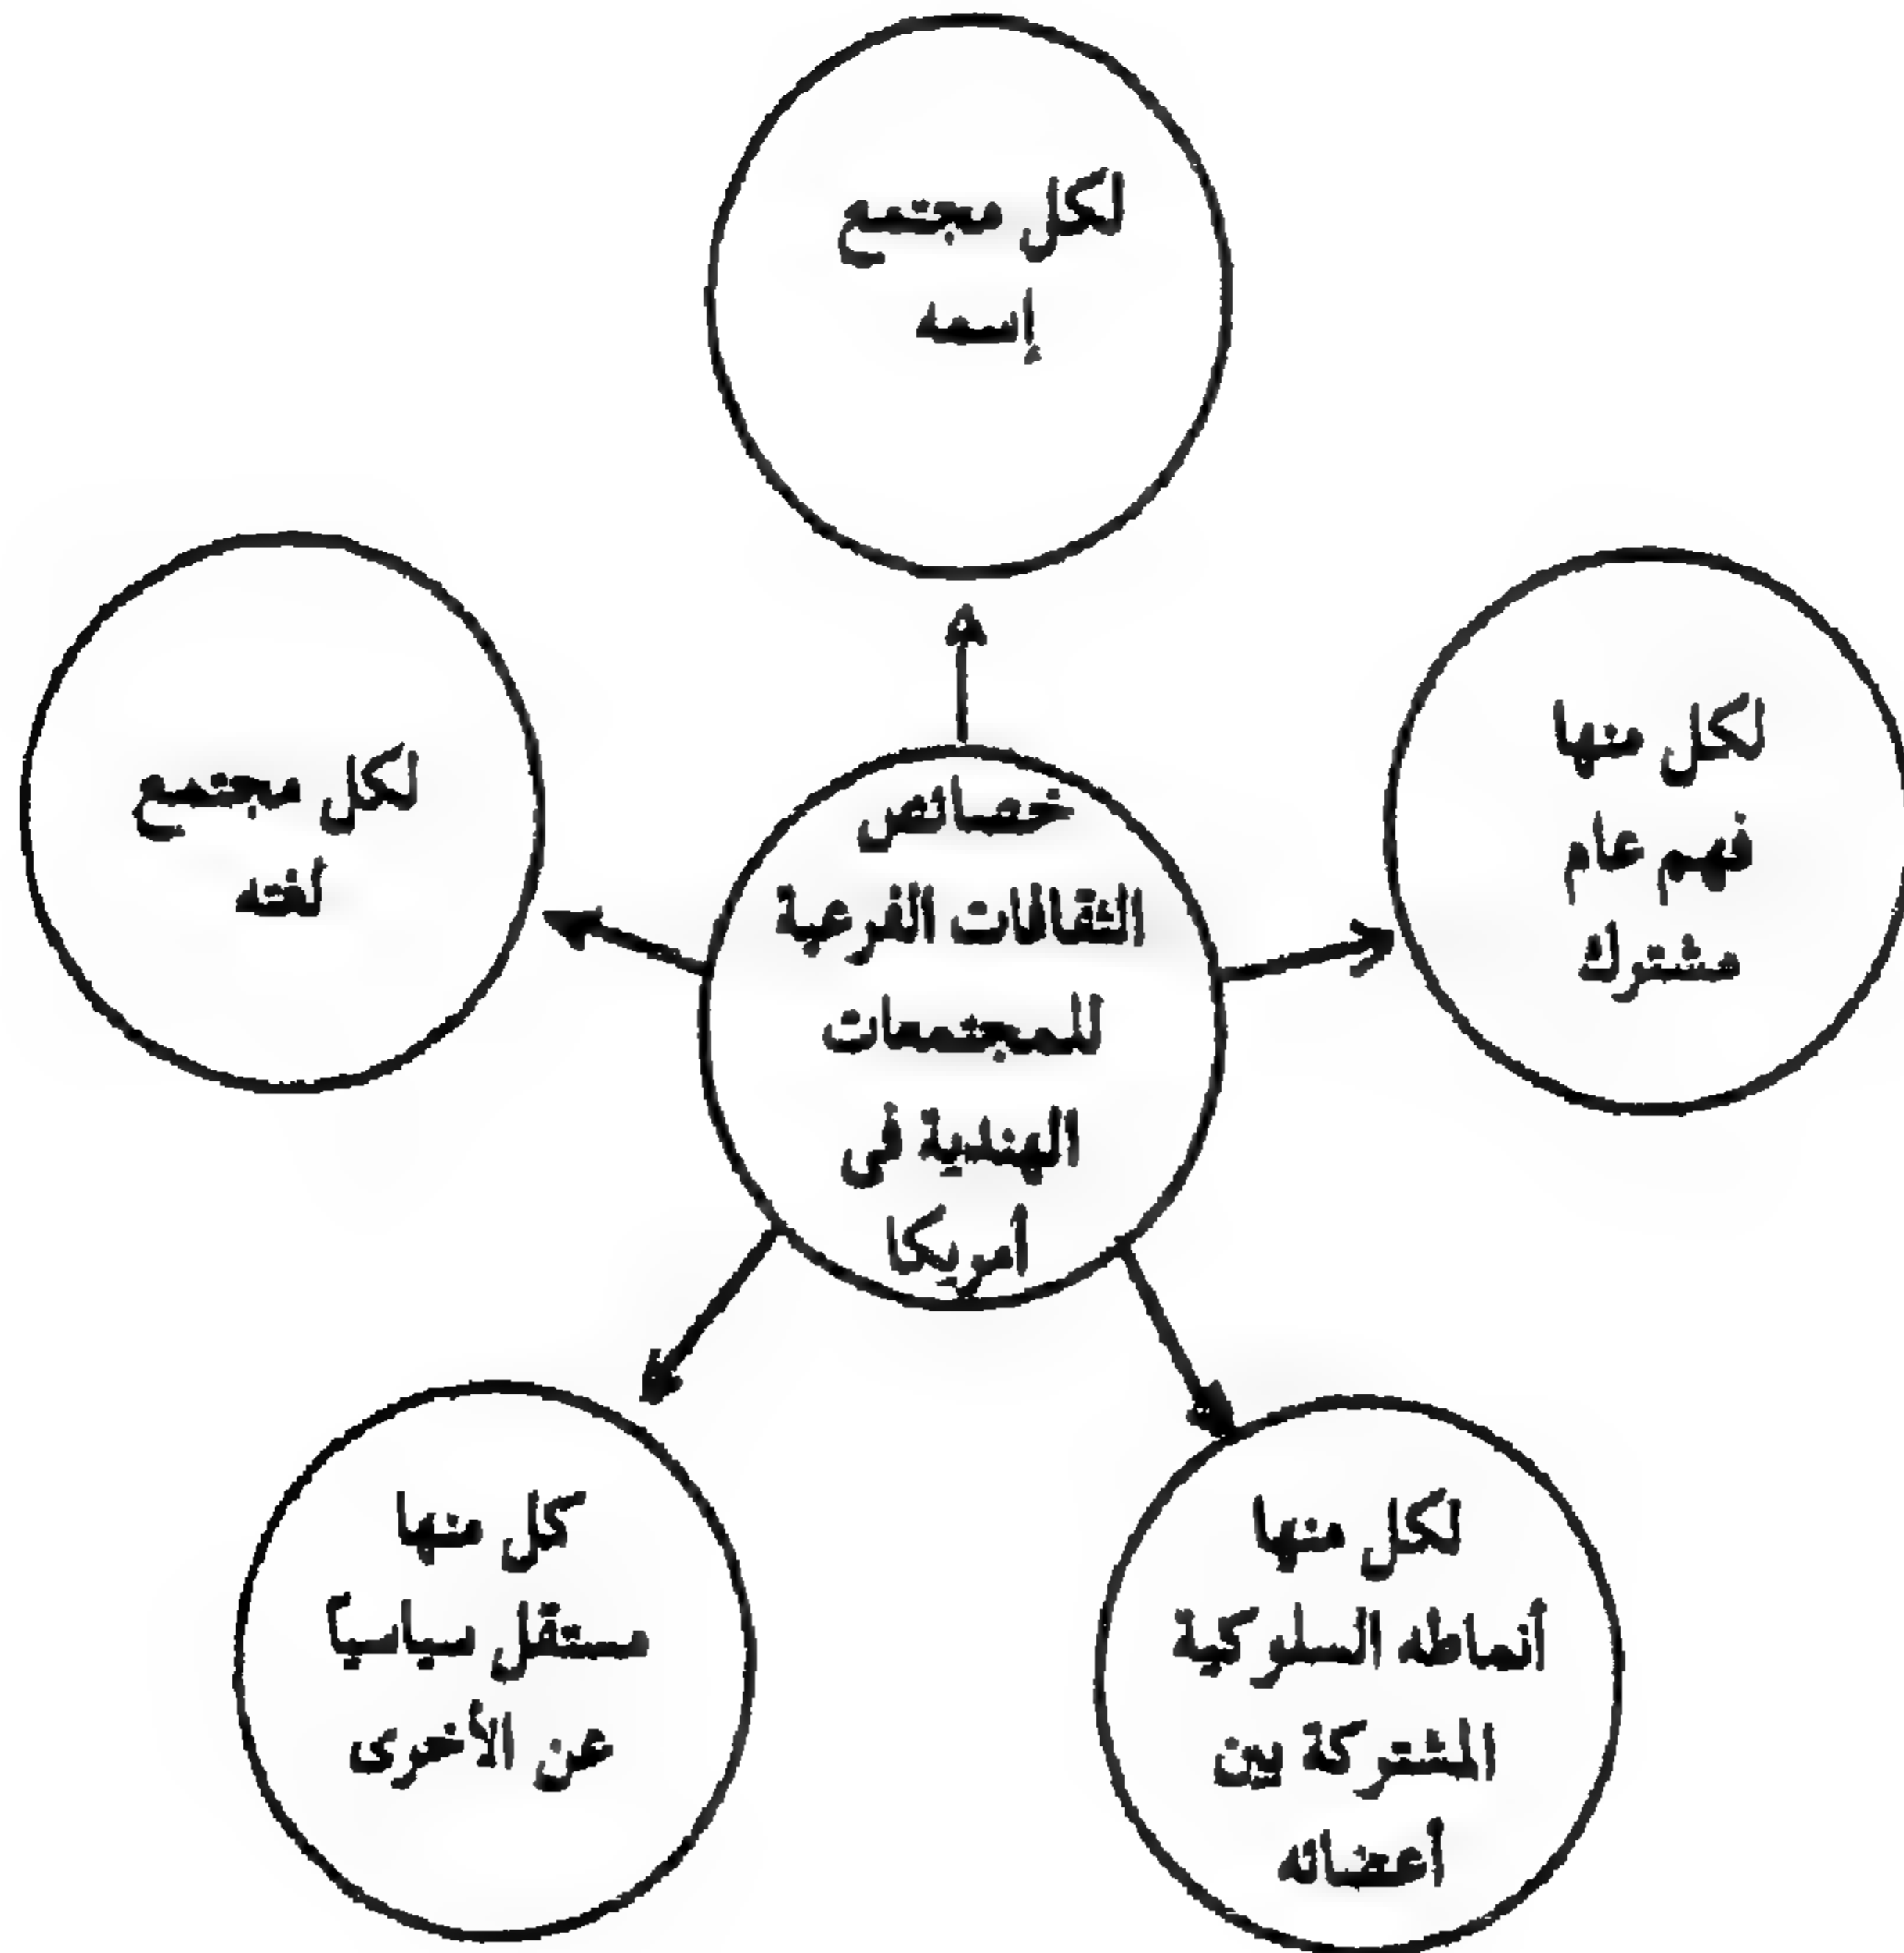 لكل مجتمع
إسمه
لكل منها
فهم عام
مشترك
لكل مجتمع
لغته
خصائص
الثقافات الفرعية
للمجتمعات
الهندية فى
أمريكا
لكل منها
أنماطه السلوكية
المشتركة بين
أعضائه
كل منها
مستقل سياسياً
عن الأخرى